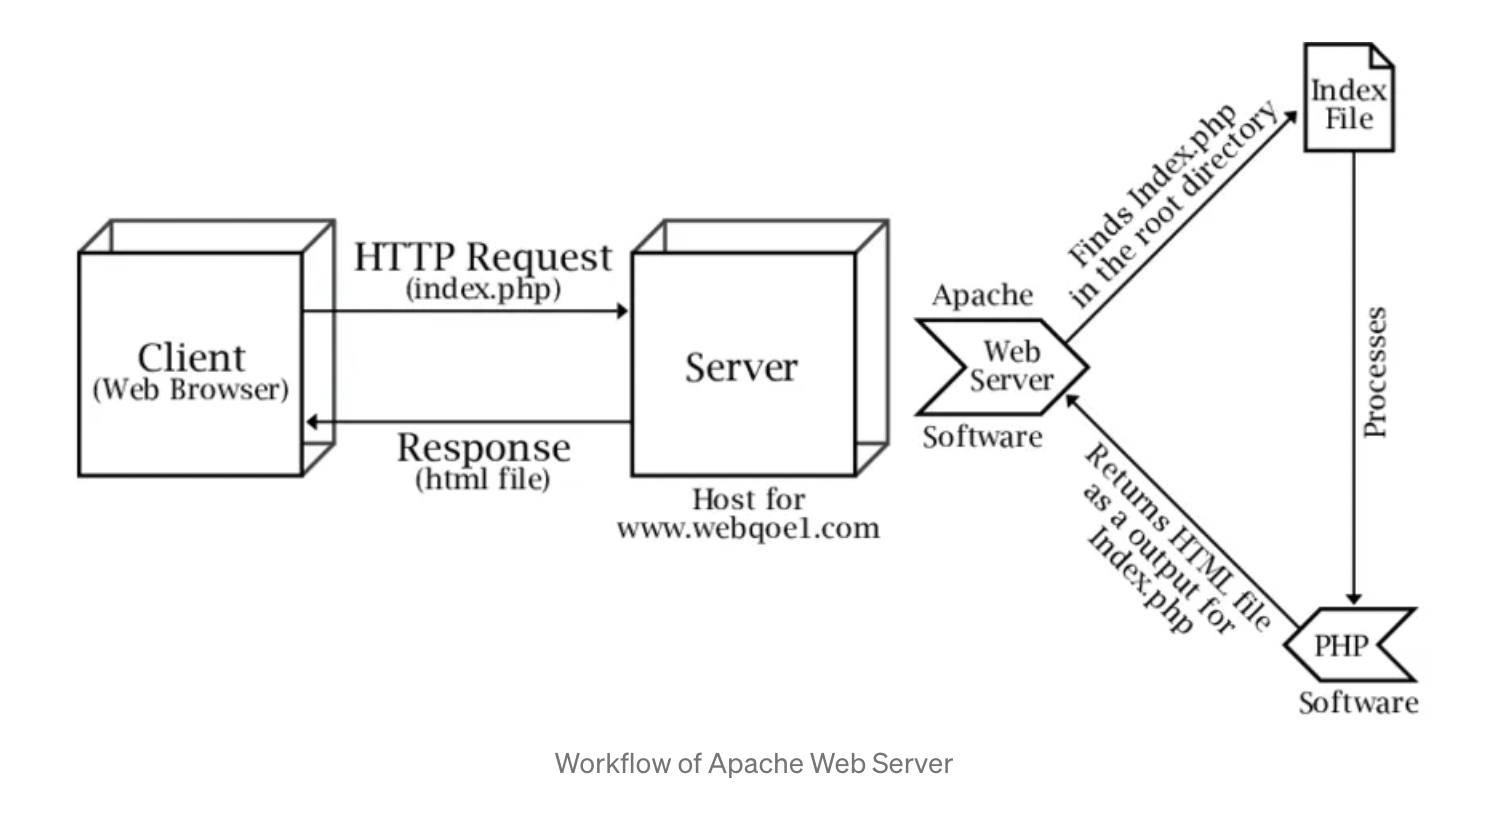 Index
File
Finds Index.php
in the root directory
HTTP Request
(index.php)
Client
(Web Browser)
Server
Apache
Web
Server
Software
Processes
Response
(html file)
Host for
www.webqoe1.com
Returns HTML file
as a output for
Index.php
PHP
Software
Workflow of Apache Web Server